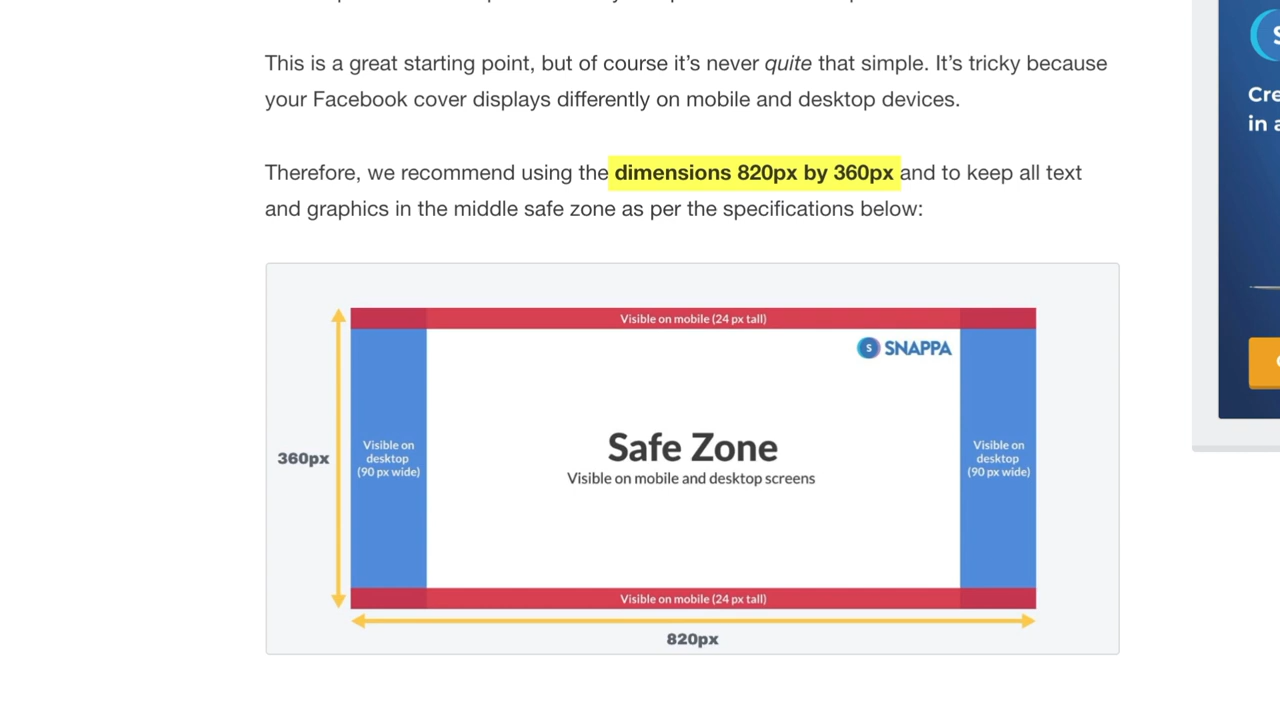 This is a great starting point, but of course it’s never quite that simple. It’s tricky because
your Facebook cover displays differently on mobile and desktop devices.
Therefore, we recommend using the dimensions 820px by 360px and to keep all text
and graphics in the middle safe zone as per the specifications below:
Visible on mobile (24 px tall)
S SNAPPA
360px
Visible on
desktop
(90 px wide)
Safe Zone
Visible on mobile and desktop screens
Visible on
desktop
(90 px wide)
Visible on mobile (24 px tall)
820px
S
Cre
in a